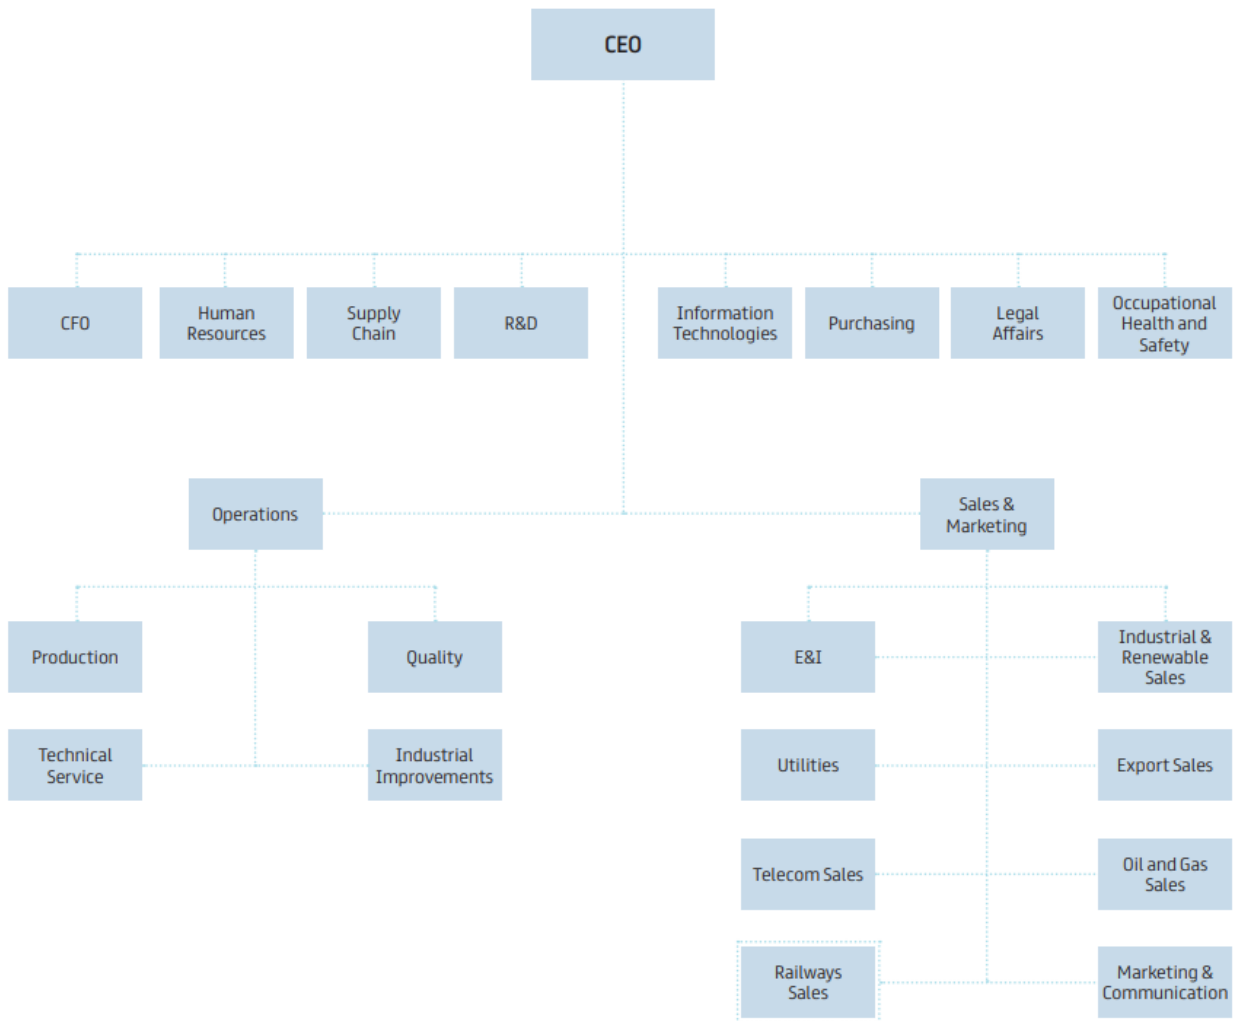 CEO
CFO
Human
Resources
Supply
Chain
R&D
Information
Technologies
Purchasing
Legal
Affairs
Occupational
Health and
Safety
Operations
Sales &
Marketing
Production
Quality
E&I
Industrial &
Renewable
Sales
Technical
Service
Industrial
Improvements
Utilities
Export Sales
Telecom Sales
Oil and Gas
Sales
Railways
Sales
Marketing &
Communication